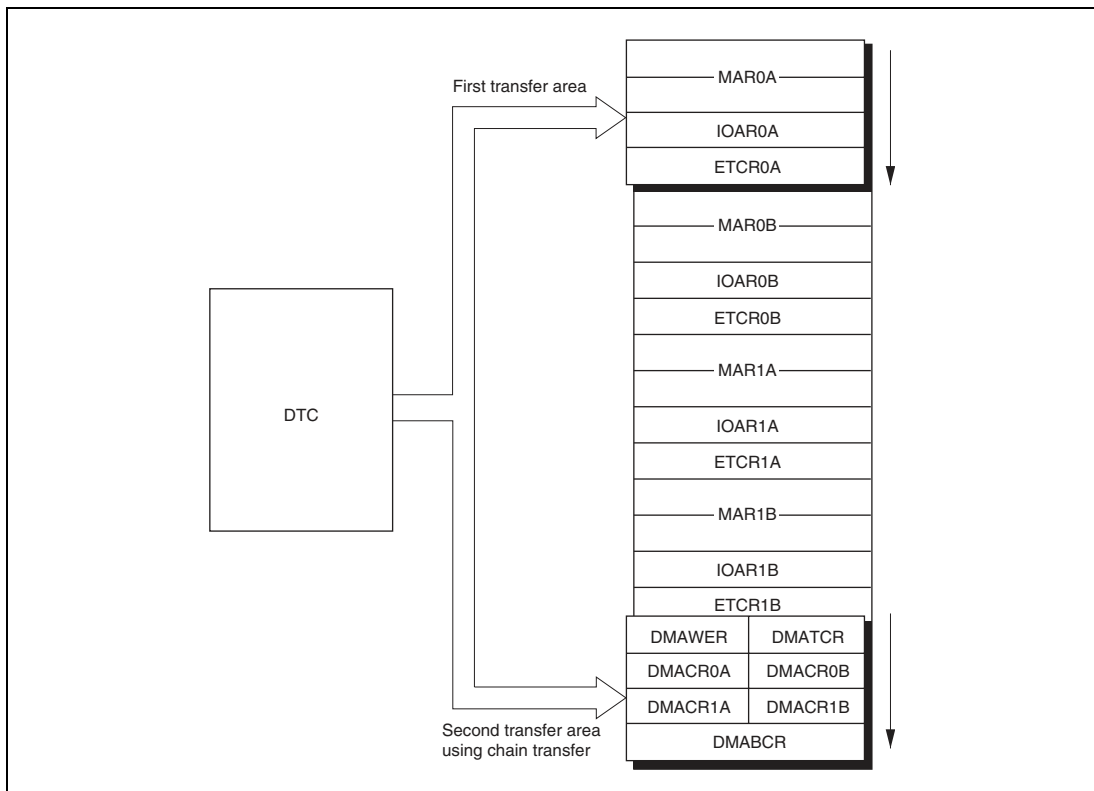 First transfer area
MAR0A
IOAR0A
ETCR0A
MAR0B
IOAR0B
ETCR0B
MAR1A
IOAR1A
ETCR1A
MAR1B
IOAR1B
ETCR1B
DTC
DMAWER DMATCR
DMACR0A DMACR0B
DMACR1A DMACR1B
DMABCR
Second transfer area
using chain transfer